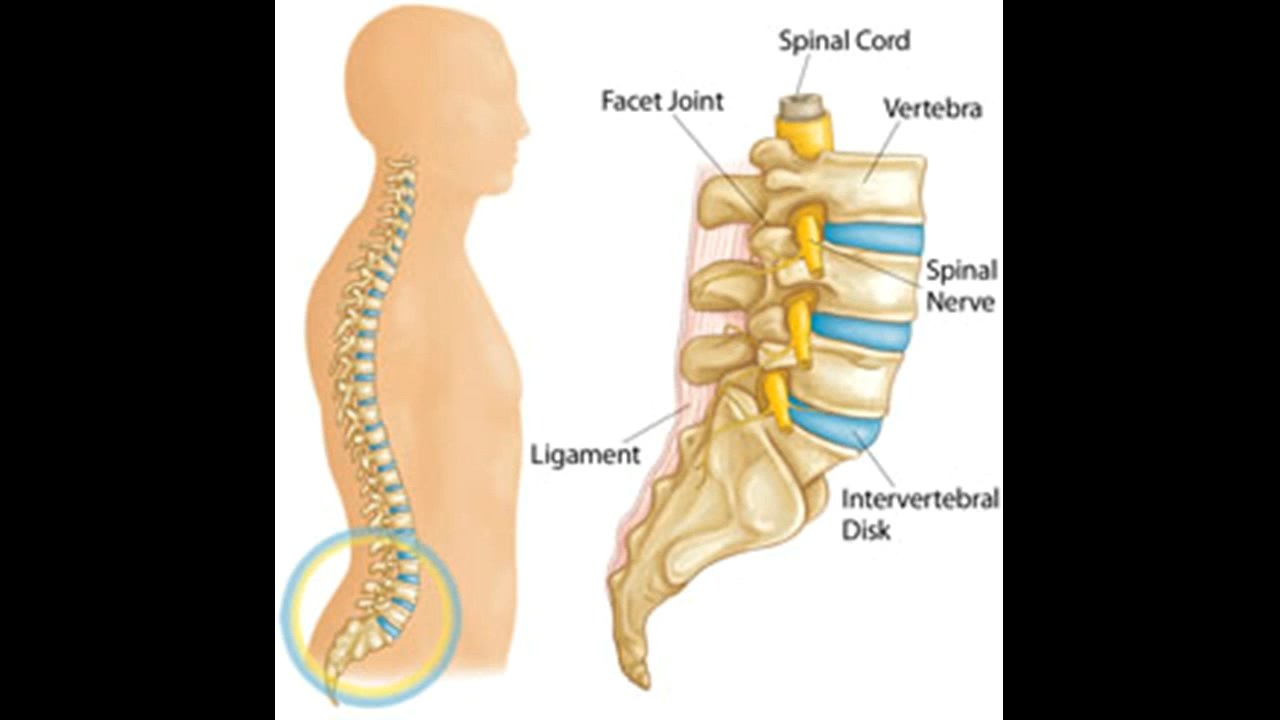 Spinal Cord
Facet Joint
Vertebra
Spinal
Nerve
Ligament
Intervertebral
Disk